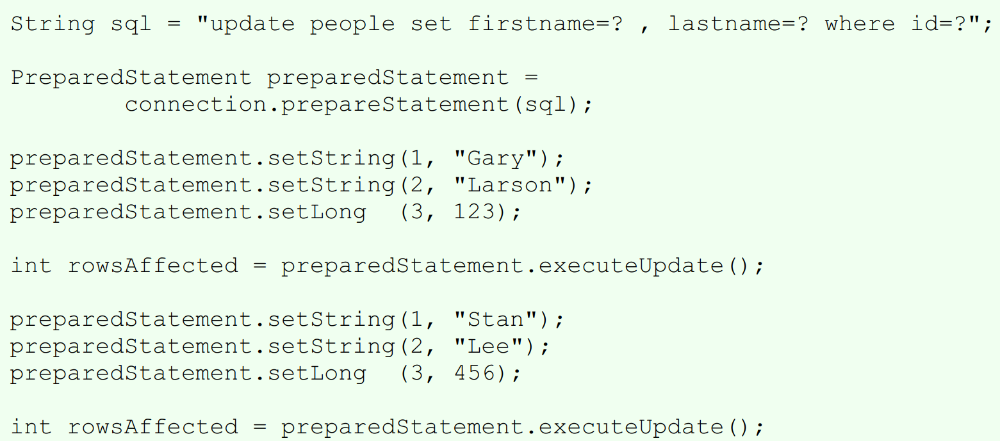 String sql = "update people set firstname=? , lastname=? where id=?";
PreparedStatement preparedStatement =
connection.prepareStatement(sql);
preparedStatement.setString(1, "Gary");
preparedStatement.setString(2, "Larson");
preparedStatement.setLong  (3, 123);
int rowsAffected = preparedStatement.executeUpdate();
preparedStatement.setString(1, "Stan");
preparedStatement.setString(2, "Lee");
preparedStatement.setLong  (3, 456);
int rowsAffected = preparedStatement.executeUpdate();